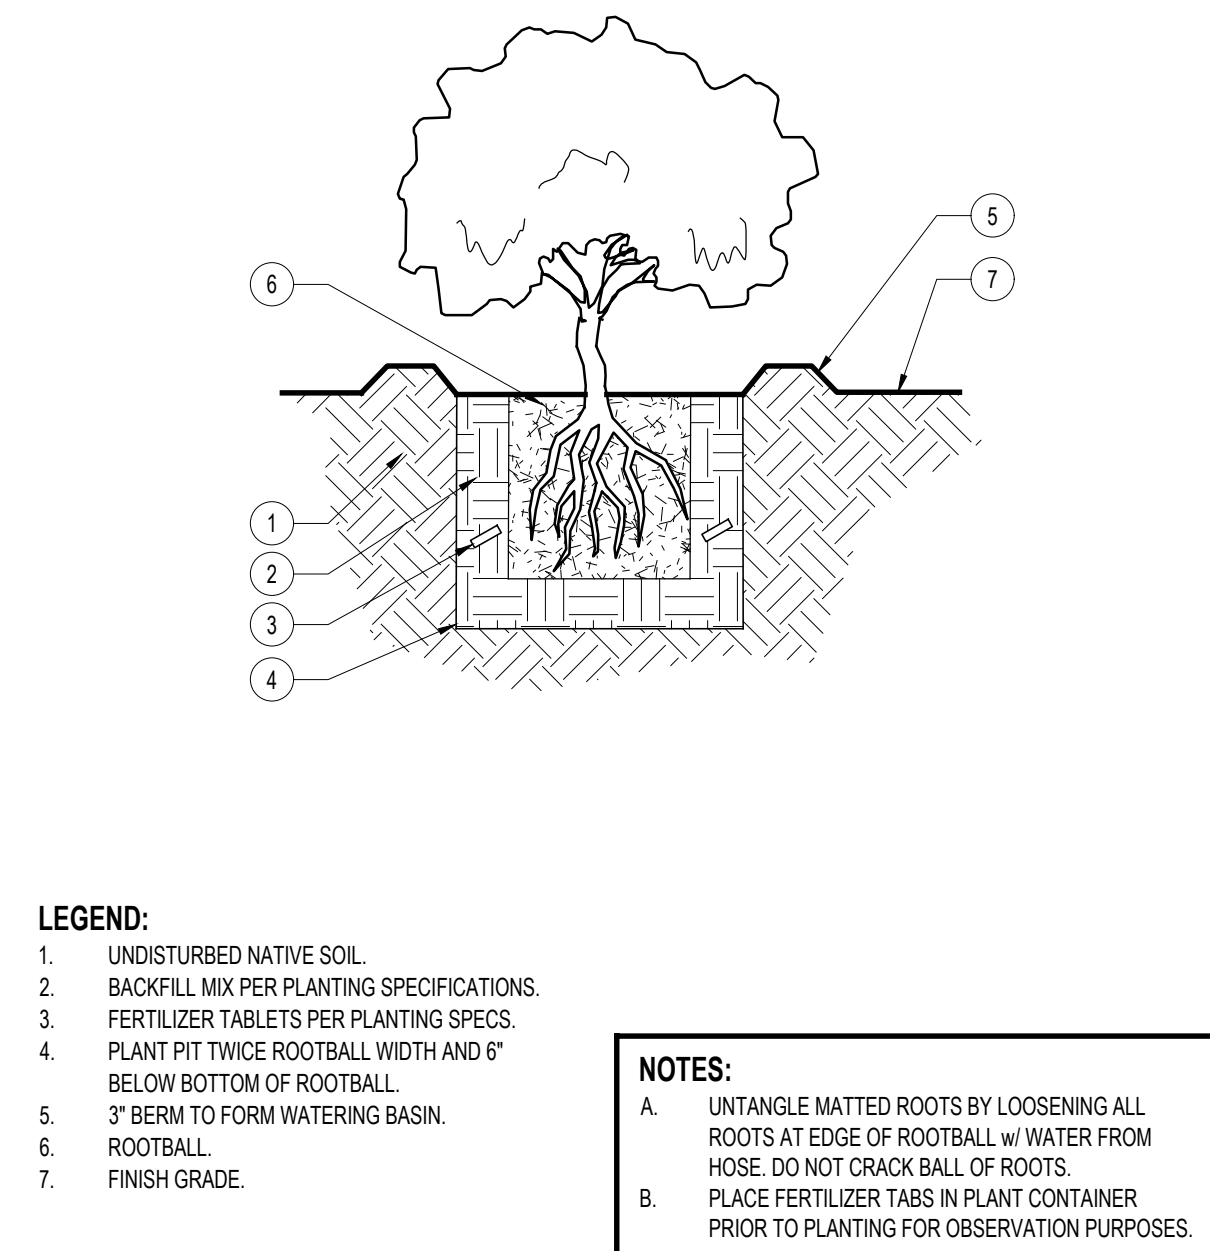 5
7
6
1
2
3
4
LEGEND:
1. UNDISTURBED NATIVE SOIL.
2. BACKFILL MIX PER PLANTING SPECIFICATIONS.
3. FERTILIZER TABLETS PER PLANTING SPECS.
4. PLANT PIT TWICE ROOTBALL WIDTH AND 6"
BELOW BOTTOM OF ROOTBALL.
5. 3" BERM TO FORM WATERING BASIN.
6. ROOTBALL.
7. FINISH GRADE.
NOTES:
A. UNTANGLE MATTED ROOTS BY LOOSENING ALL
ROOTS AT EDGE OF ROOTBALL w/ WATER FROM
HOSE. DO NOT CRACK BALL OF ROOTS.
B. PLACE FERTILIZER TABS IN PLANT CONTAINER
PRIOR TO PLANTING FOR OBSERVATION PURPOSES.